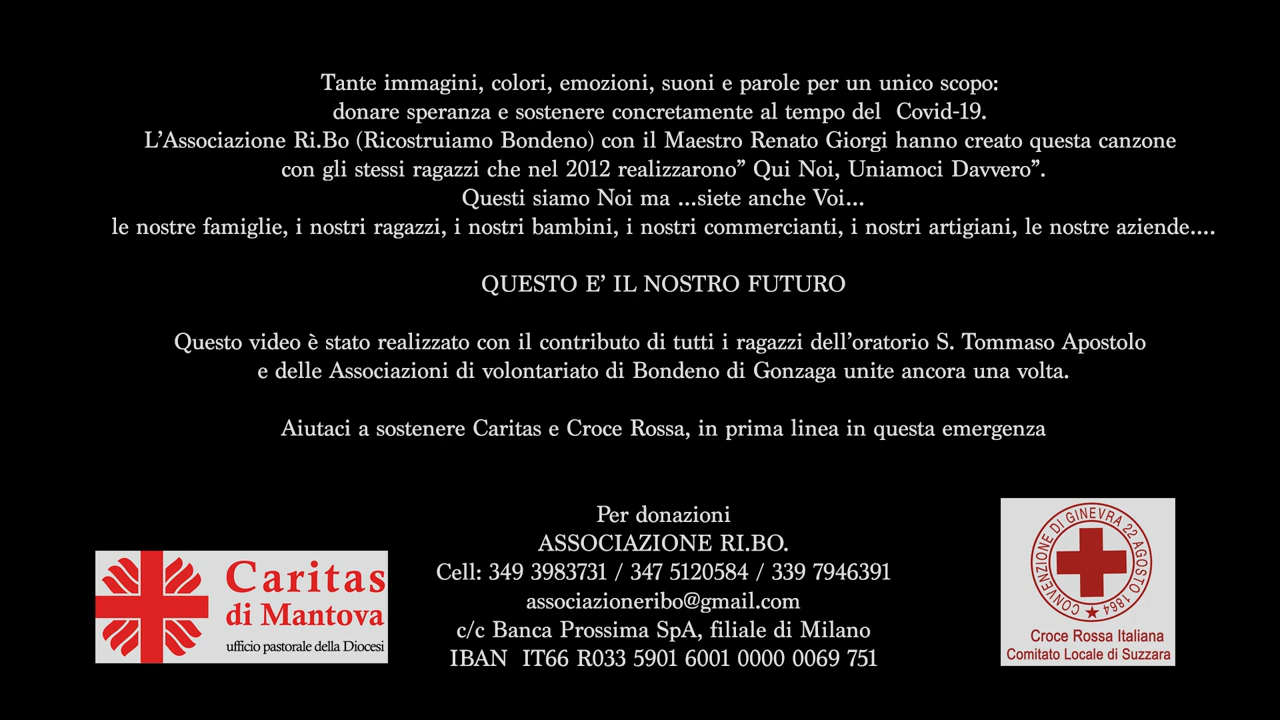 Tante immagini, colori, emozioni, suoni e parole per un unico scopo:
donare speranza e sostenere concretamente al tempo del  Covid-19.
L’Associazione Ri.Bo (Ricostruiamo Bondeno) con il Maestro Renato Giorgi hanno creato questa canzone
con gli stessi ragazzi che nel 2012 realizzarono” Qui Noi, Uniamoci Davvero”.
Questi siamo Noi ma ...siete anche Voi...
le nostre famiglie, i nostri ragazzi, i nostri bambini, i nostri commercianti, i nostri artigiani, le nostre aziende....
QUESTO E’ IL NOSTRO FUTURO
Questo video è stato realizzato con il contributo di tutti i ragazzi dell’oratorio S. Tommaso Apostolo
e delle Associazioni di volontariato di Bondeno di Gonzaga unite ancora una volta.
Aiutaci a sostenere Caritas e Croce Rossa, in prima linea in questa emergenza
Per donazioni
ASSOCIAZIONE RI.BO.
Cell: 349 3983731 / 347 5120584 / 339 7946391
associazioneribo@gmail.com
c/c Banca Prossima SpA, filiale di Milano
IBAN  IT66 R033 5901 6001 0000 0069 751
Caritas
di Mantova
ufficio pastorale della Diocesi
CONVENZIONE DI GINEVRA 22 AGOSTO 1864
Croce Rossa Italiana
Comitato Locale di Suzzara